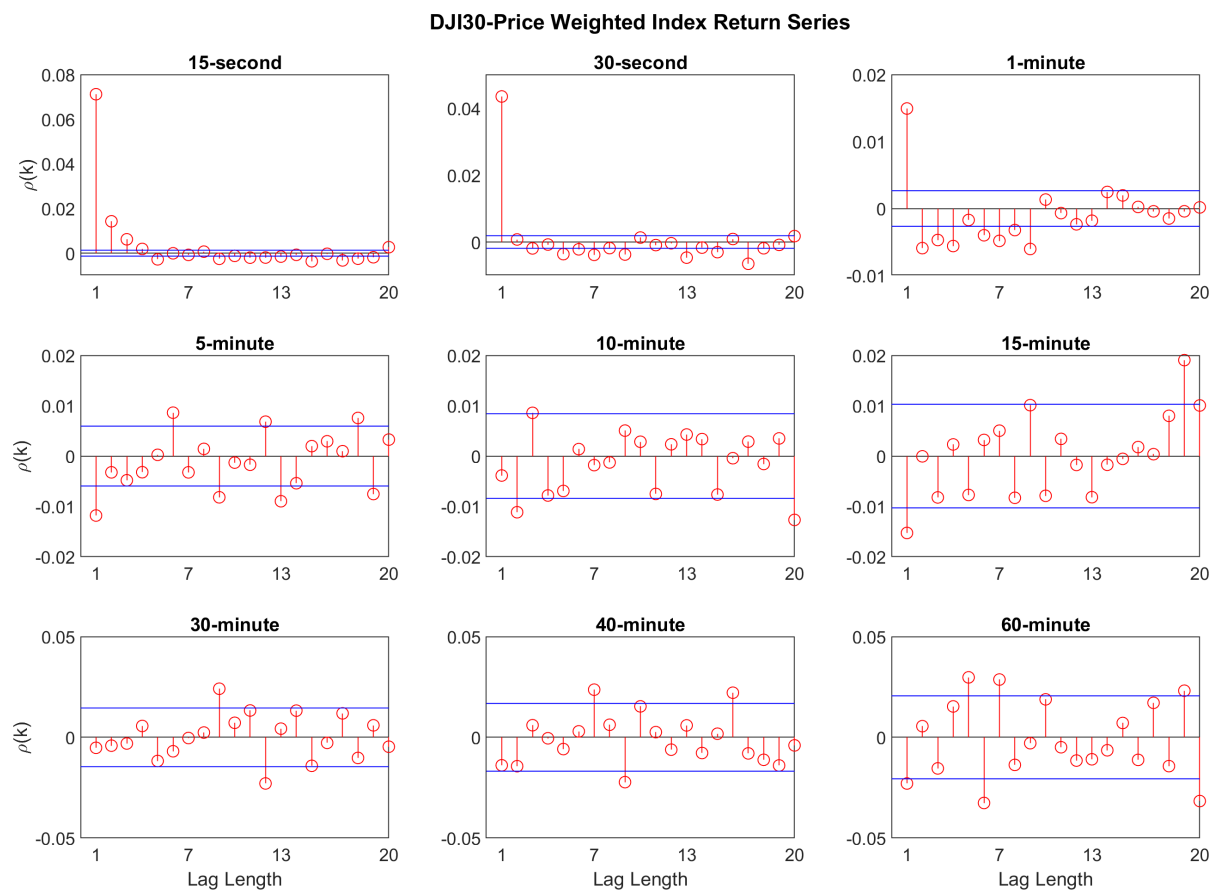 DJI30-Price Weighted Index Return Series
15-second
30-second
1-minute
0.08
0.06
0.04
0.02
0
ρ(k)
1 7 13 20
0.04
0.02
0
1 7 13 20
0.02
0.01
0
-0.01
1 7 13 20
5-minute
10-minute
15-minute
0.02
0.01
0
-0.01
-0.02
ρ(k)
1 7 13 20
0.02
0.01
0
-0.01
-0.02
1 7 13 20
0.02
0.01
0
-0.01
-0.02
1 7 13 20
30-minute
40-minute
60-minute
0.05
0
-0.05
ρ(k)
1 7 13 20
Lag Length
0.05
0
-0.05
1 7 13 20
Lag Length
0.05
0
-0.05
1 7 13 20
Lag Length